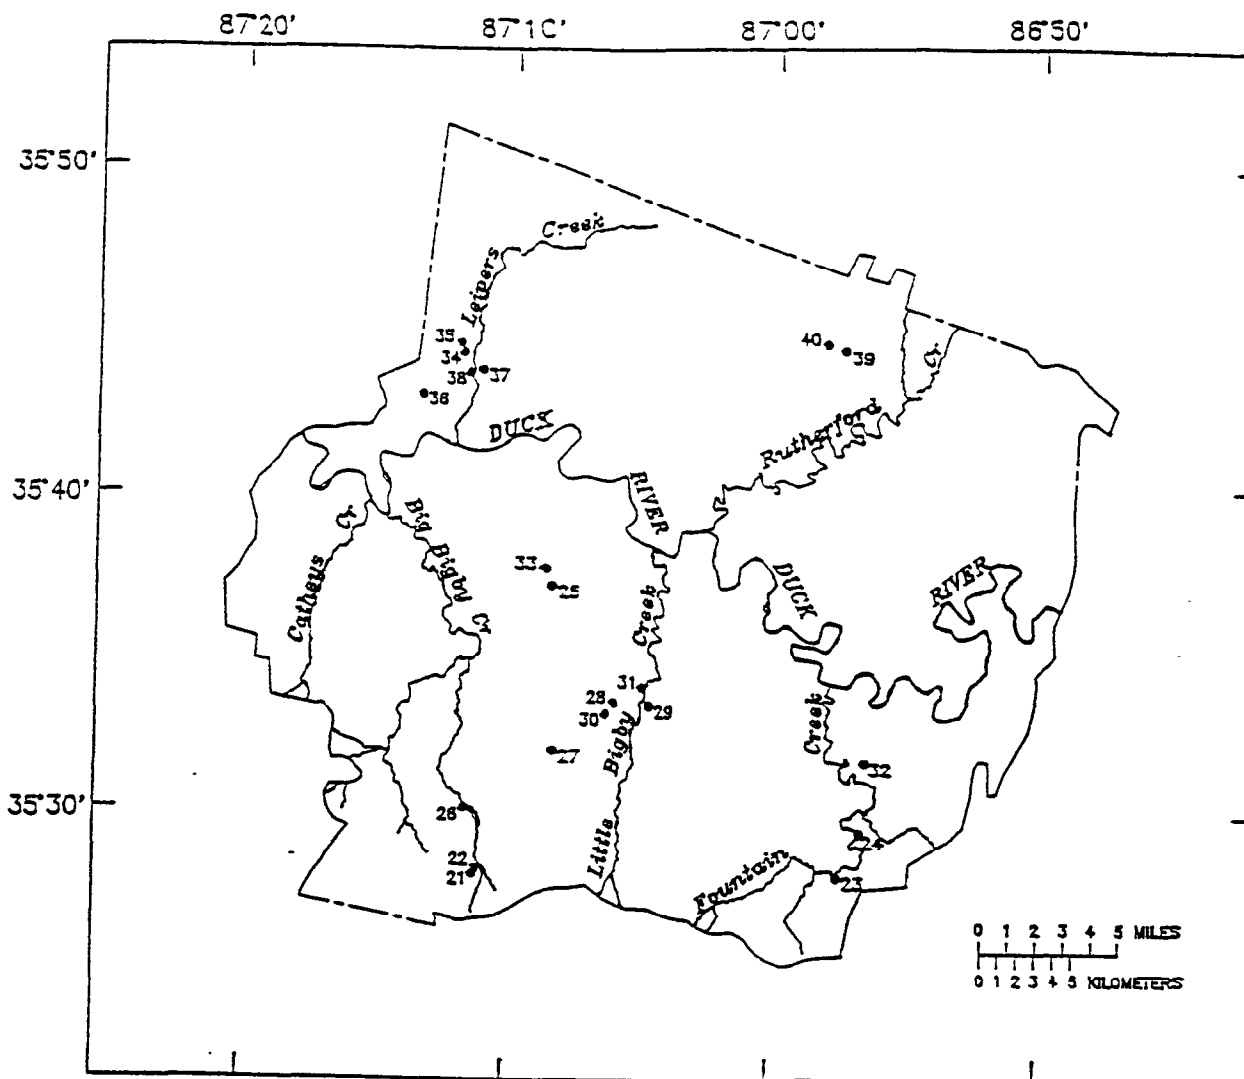 87°20' 87°10' 87°00' 86°50'
35°50'
Creek
Leipers
35
34
38 37
36
40 39
Cr.
DUCK
Rutherford
35°40'
RIVER
Cr.
Big Bigby Cr.
Catheys
33
25
Creek
DUCK
RIVER
31
28
30 29
Bigby
Creek
27
32
35°30'
26
Little
24
22
21
Fountain
23
0 1 2 3 4 5 MILES
0 1 2 3 4 5 KILOMETERS